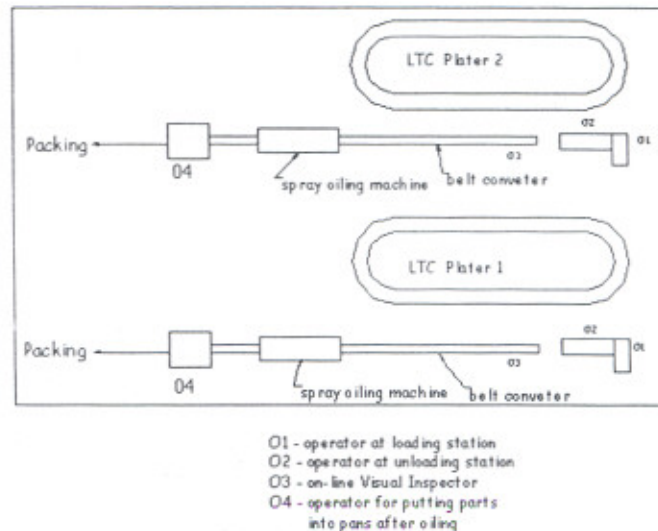 LTC Plater 2
O2
O1
Packing
O3
O4
spray oiling machine
belt conveter
LTC Plater 1
O2
O1
Packing
O3
O4
spray oiling machine
belt conveter
O1 - operator at loading station
O2 - operator at unloading station
O3 - on-line Visual Inspector
O4 - operator for putting parts
into pans after oiling